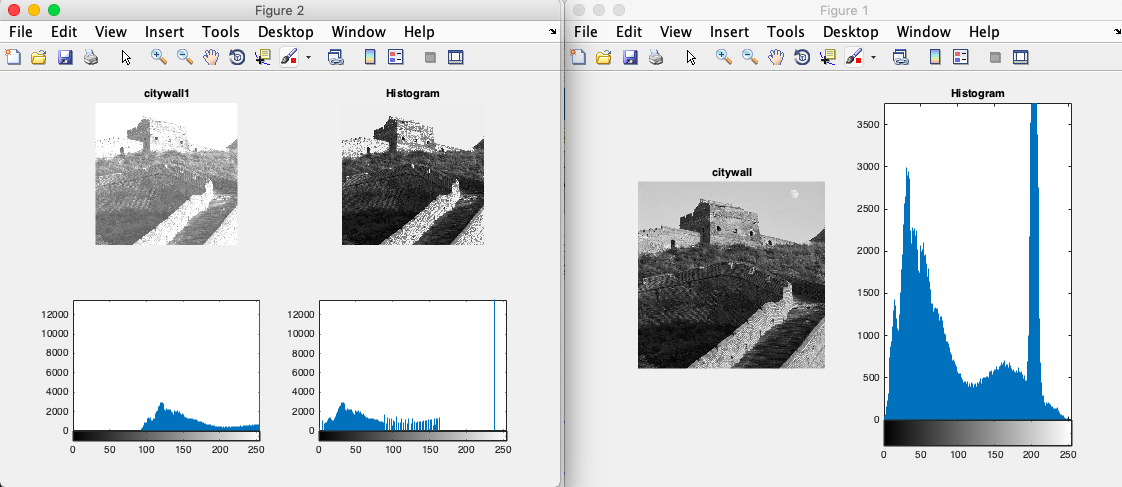 Figure 2
File Edit View Insert Tools Desktop Window Help
citywall1
Histogram
12000
10000
8000
6000
4000
2000
0
0 50 100 150 200 250
12000
10000
8000
6000
4000
2000
0
0 50 100 150 200 250
Figure 1
File Edit View Insert Tools Desktop Window Help
citywall
Histogram
3500
3000
2500
2000
1500
1000
500
0
0 50 100 150 200 250